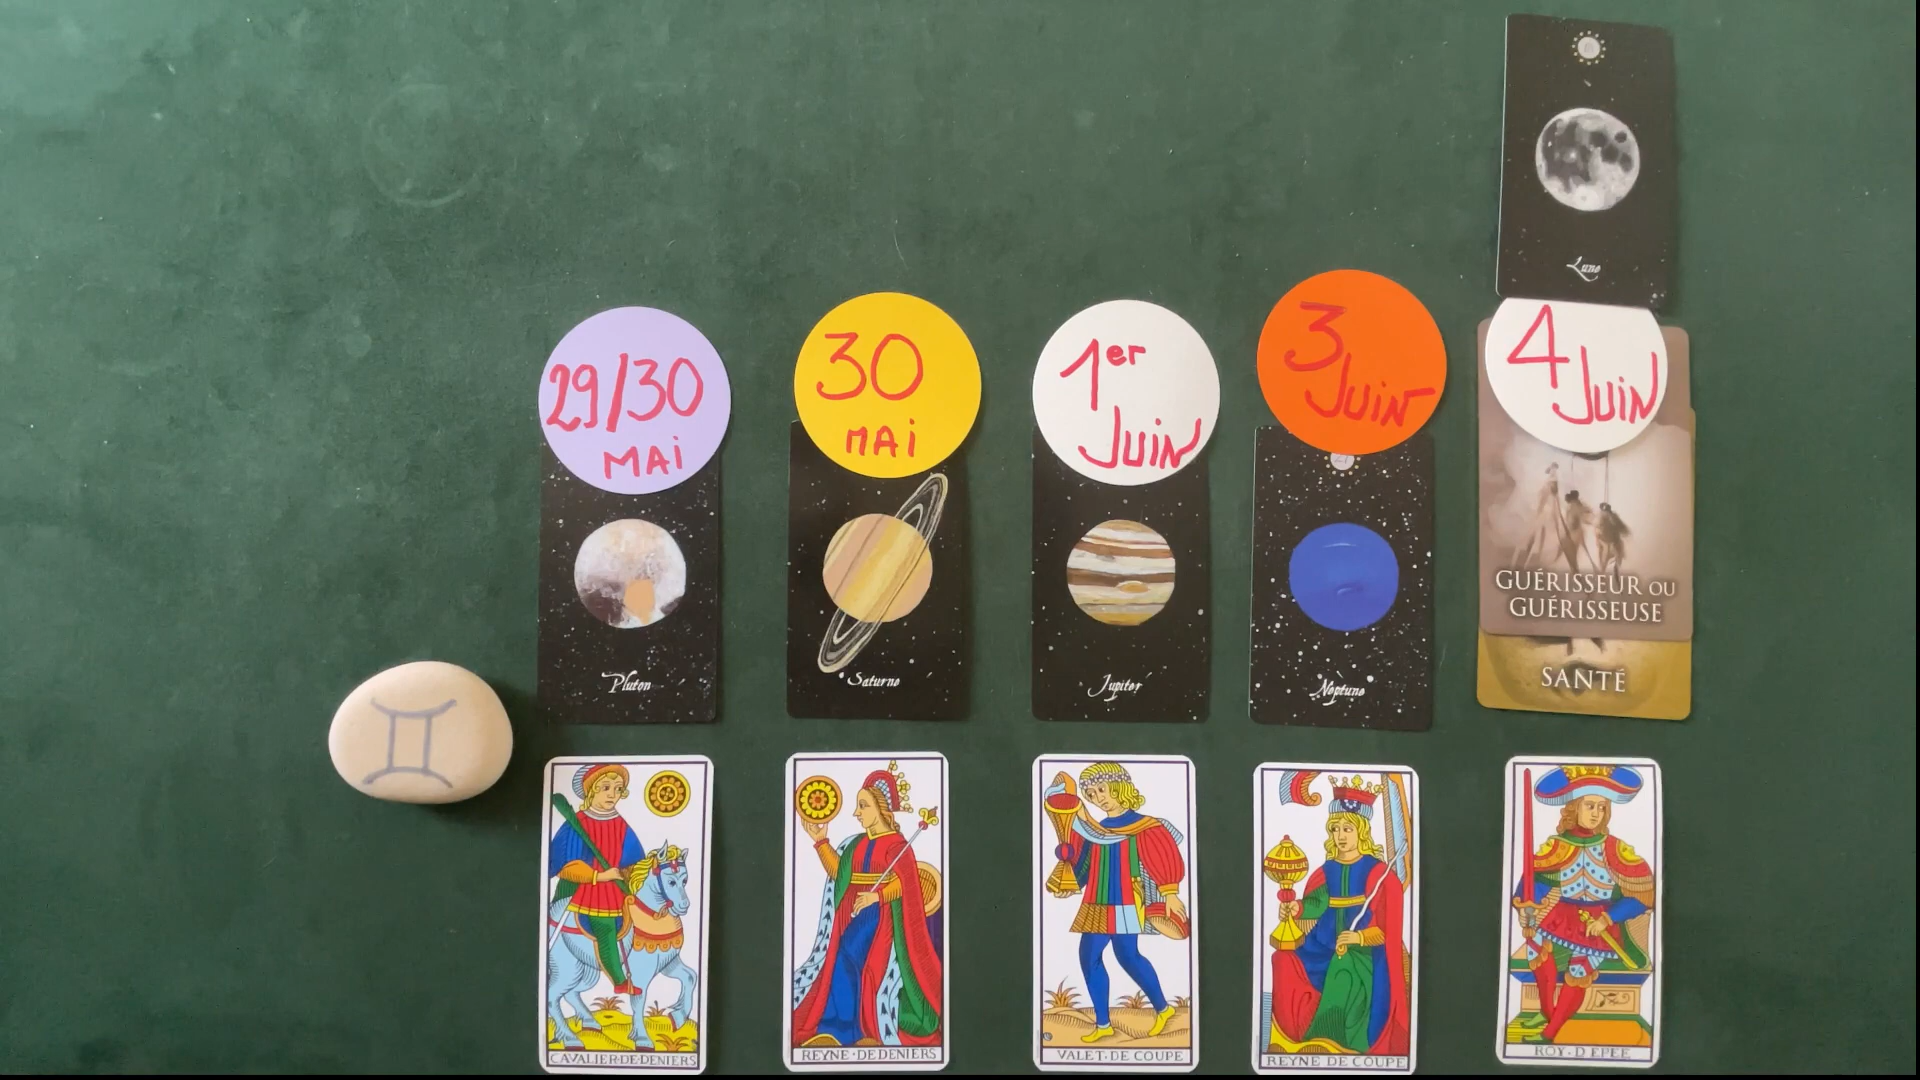 Lune
29/30
MAi
30
MAi
1er
Juin
3
Juin
4
Juin
21
GUÉRISSEUR OU
GUÉRISSEUSE
SANTÉ
Pluton
Saturne
Jupiter
Neptune
CAVALIER·DE·DENIERS
REYNE·DE DENIERS
VALET·DE COUPE
REYNE DE COUPE
ROY·D EPEE